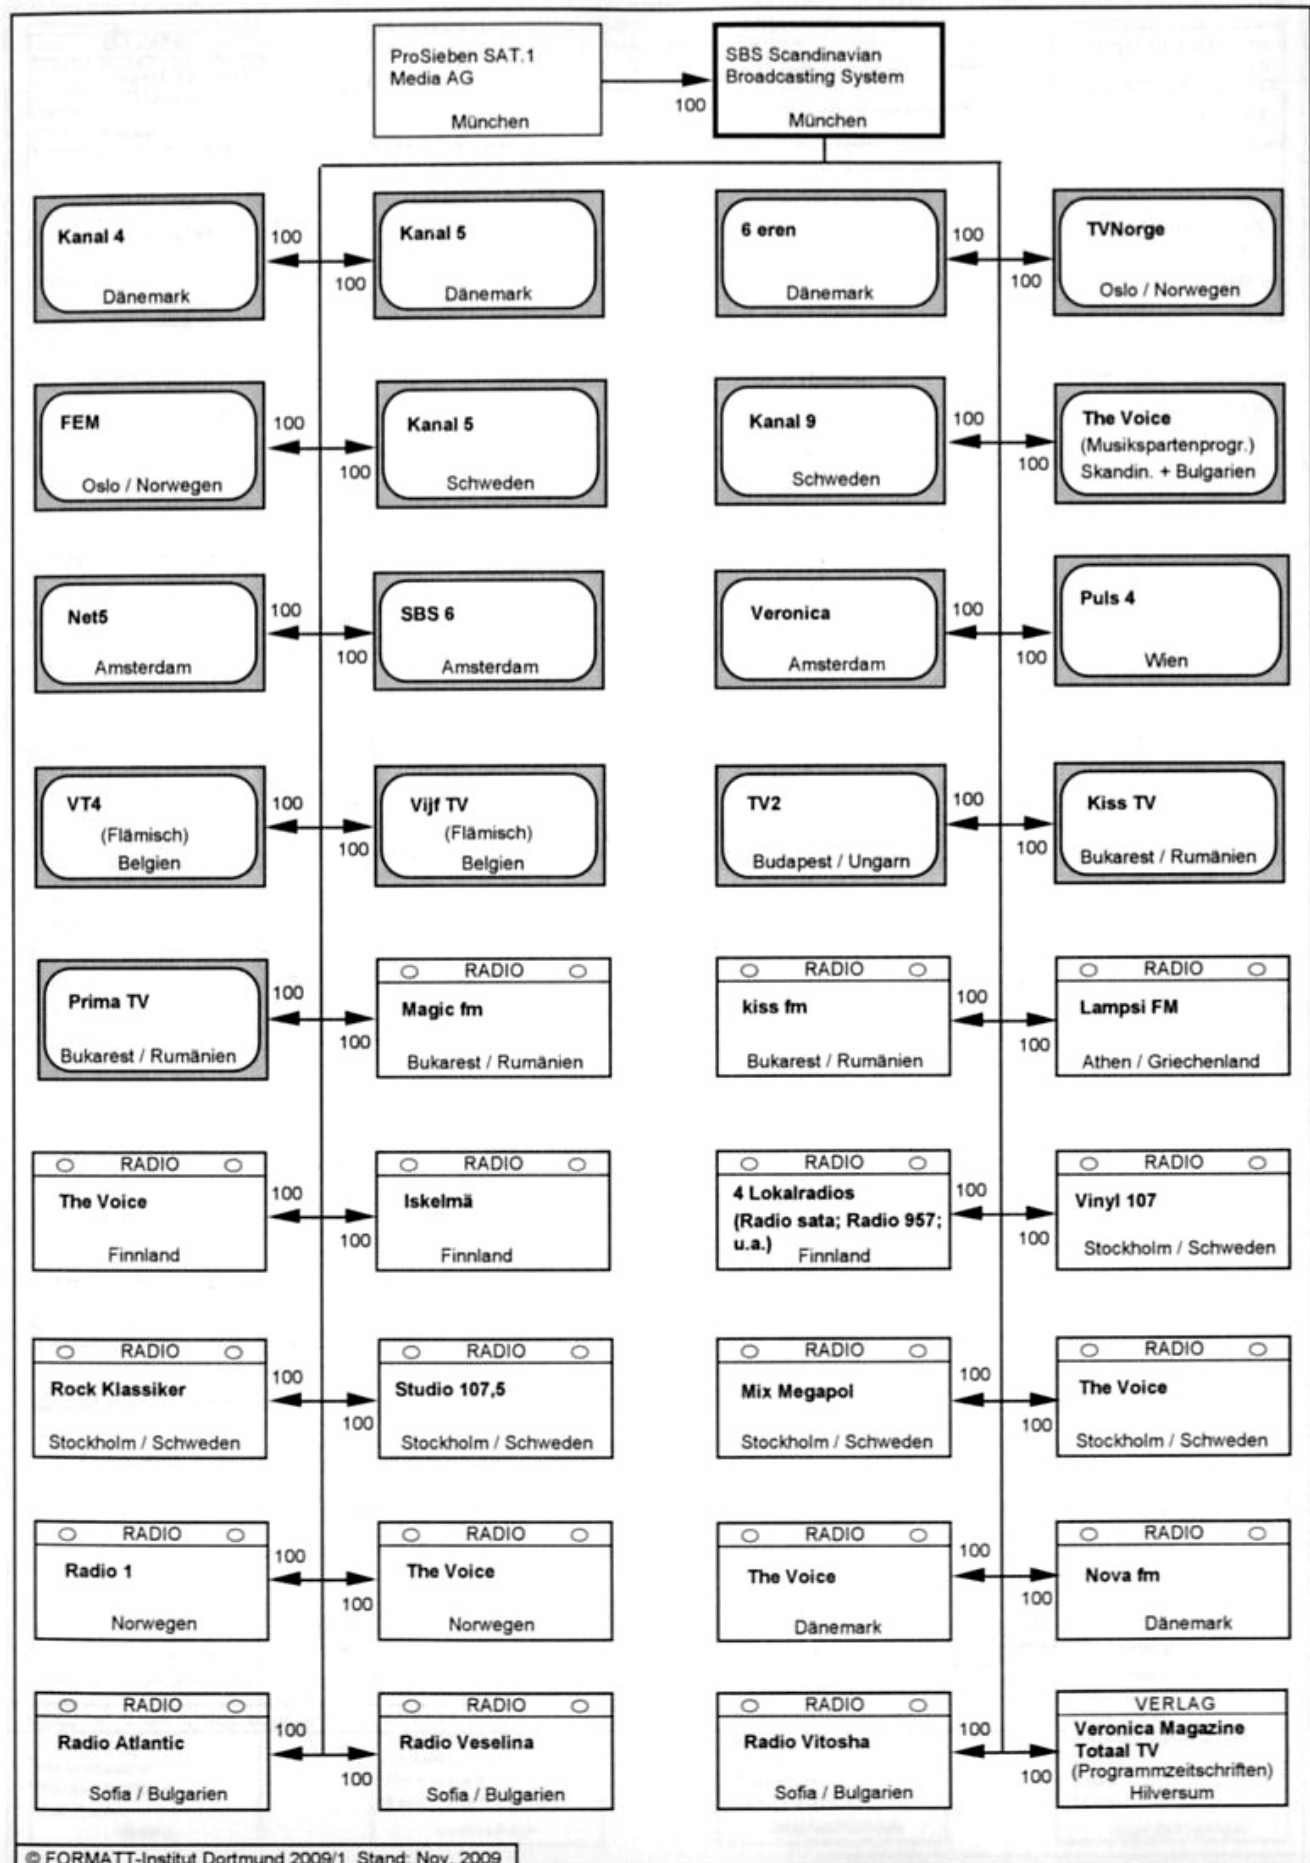 ProSieben SAT.1
Media AG
München
100
SBS Scandinavian
Broadcasting System
München
Kanal 4
Dänemark
100
100
Kanal 5
Dänemark
6 eren
Dänemark
100
100
TVNorge
Oslo / Norwegen
FEM
Oslo / Norwegen
100
100
Kanal 5
Schweden
Kanal 9
Schweden
100
100
The Voice
(Musikspartenprogr.)
Skandin. + Bulgarien
Net5
Amsterdam
100
100
SBS 6
Amsterdam
Veronica
Amsterdam
100
100
Puls 4
Wien
VT4
(Flämisch)
Belgien
100
100
Vijf TV
(Flämisch)
Belgien
TV2
Budapest / Ungarn
100
100
Kiss TV
Bukarest / Rumänien
Prima TV
Bukarest / Rumänien
100
100
RADIO
Magic fm
Bukarest / Rumänien
RADIO
kiss fm
Bukarest / Rumänien
100
100
RADIO
Lampsi FM
Athen / Griechenland
RADIO
The Voice
Finnland
100
100
RADIO
Iskelmä
Finnland
RADIO
4 Lokalradios
(Radio sata; Radio 957;
u.a.)
Finnland
100
100
RADIO
Vinyl 107
Stockholm / Schweden
RADIO
Rock Klassiker
Stockholm / Schweden
100
100
RADIO
Studio 107,5
Stockholm / Schweden
RADIO
Mix Megapol
Stockholm / Schweden
100
100
RADIO
The Voice
Stockholm / Schweden
RADIO
Radio 1
Norwegen
100
100
RADIO
The Voice
Norwegen
RADIO
The Voice
Dänemark
100
100
RADIO
Nova fm
Dänemark
RADIO
Radio Atlantic
Sofia / Bulgarien
100
100
RADIO
Radio Veselina
Sofia / Bulgarien
RADIO
Radio Vitosha
Sofia / Bulgarien
100
100
VERLAG
Veronica Magazine
Totaal TV
(Programmzeitschriften)
Hilversum
© FORMATT-Institut Dortmund 2009/1 Stand: Nov. 2009